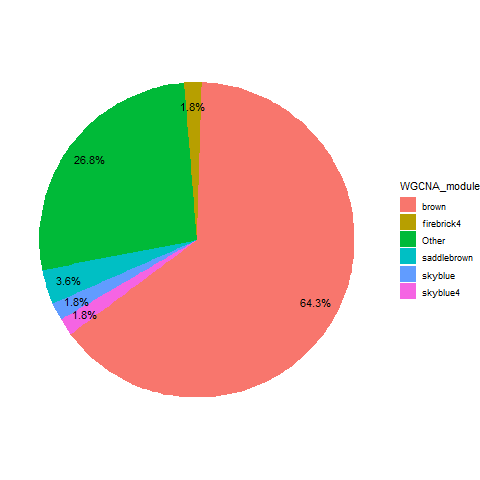 1.8%
26.8%
3.6%
1.8%
1.8%
64.3%
WGCNA_module
brown
firebrick4
Other
saddlebrown
skyblue
skyblue4